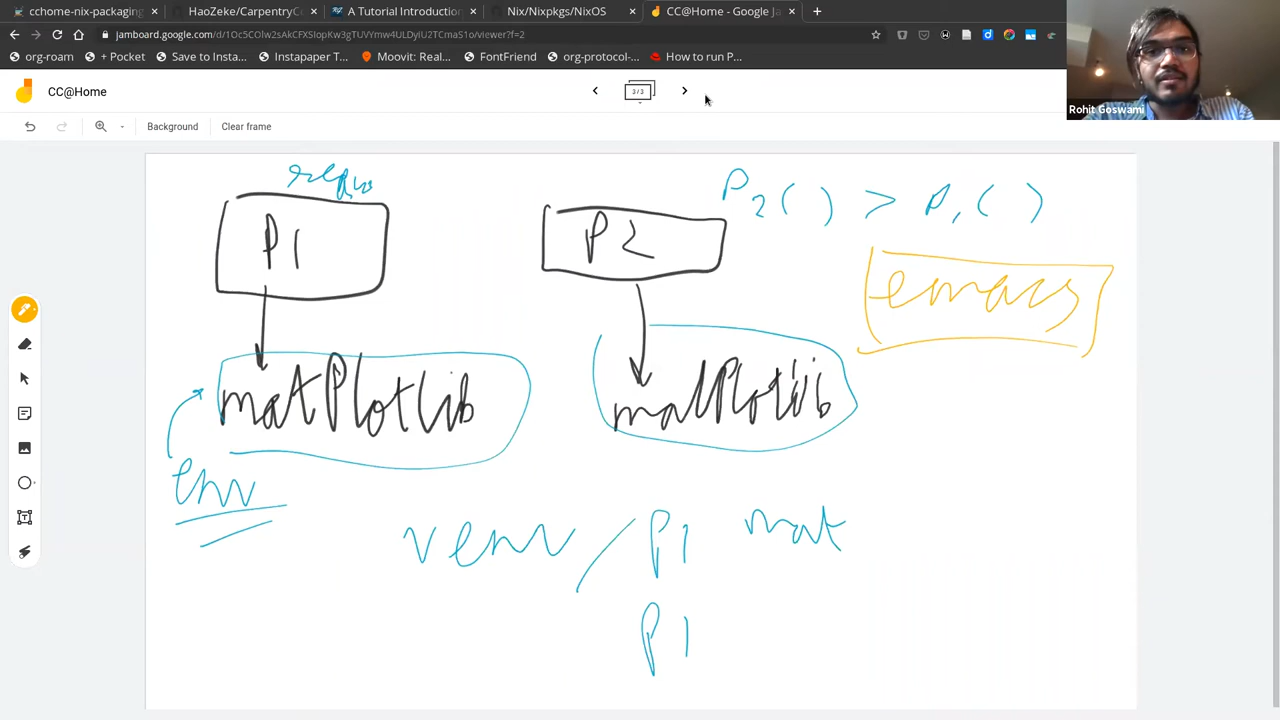 cchome-nix-packaging
HaoZeke/CarpentryCo
A Tutorial Introduction
Nix/Nixpkgs/NixOS
CC@Home - Google Ja
jamboard.google.com/d/1Oc5COlw2sAkCFXSIopKw3gTUVYmw4ULDyiU2TCmaS1o/viewer?f=2
org-roam
+ Pocket
Save to Insta...
Instapaper T...
Moovit: Real...
FontFriend
org-protocol-...
How to run P...
CC@Home
3 / 3
Rohit Goswami
Background
Clear frame
P1
P2
P2 ( ) > P1 ( )
emacs
matPlotlib
matPlotlib
env
venv / P1 mat
P1